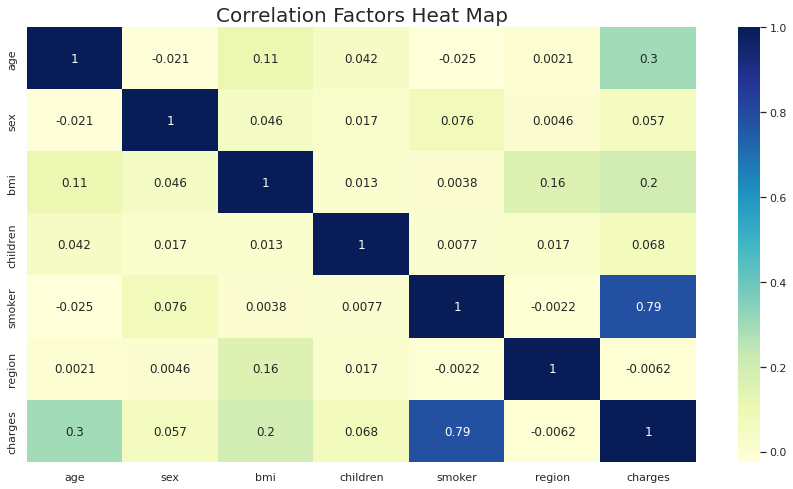 Correlation Factors Heat Map
age 1 -0.021 0.11 0.042 -0.025 0.0021 0.3
sex -0.021 1 0.046 0.017 0.076 0.0046 0.057
bmi 0.11 0.046 1 0.013 0.0038 0.16 0.2
children 0.042 0.017 0.013 1 0.0077 0.017 0.068
smoker -0.025 0.076 0.0038 0.0077 1 -0.0022 0.79
region 0.0021 0.0046 0.16 0.017 -0.0022 1 -0.0062
charges 0.3 0.057 0.2 0.068 0.79 -0.0062 1
age sex bmi children smoker region charges
1.0
0.8
0.6
0.4
0.2
0.0